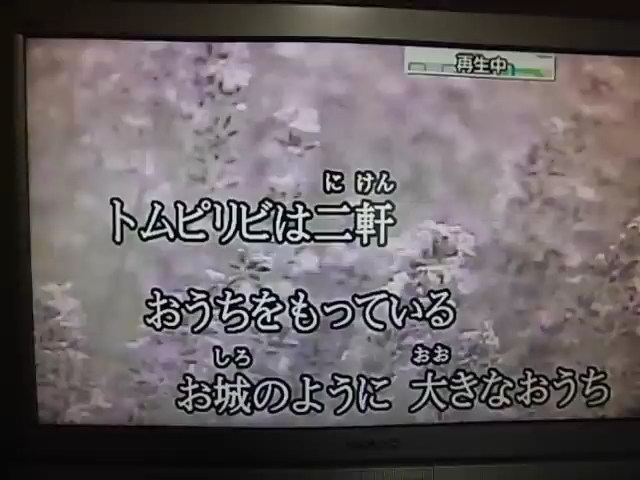 再生中
にけん
トムピリビは二軒
おうちをもっている
しろ おお
お城のように 大きなおうち